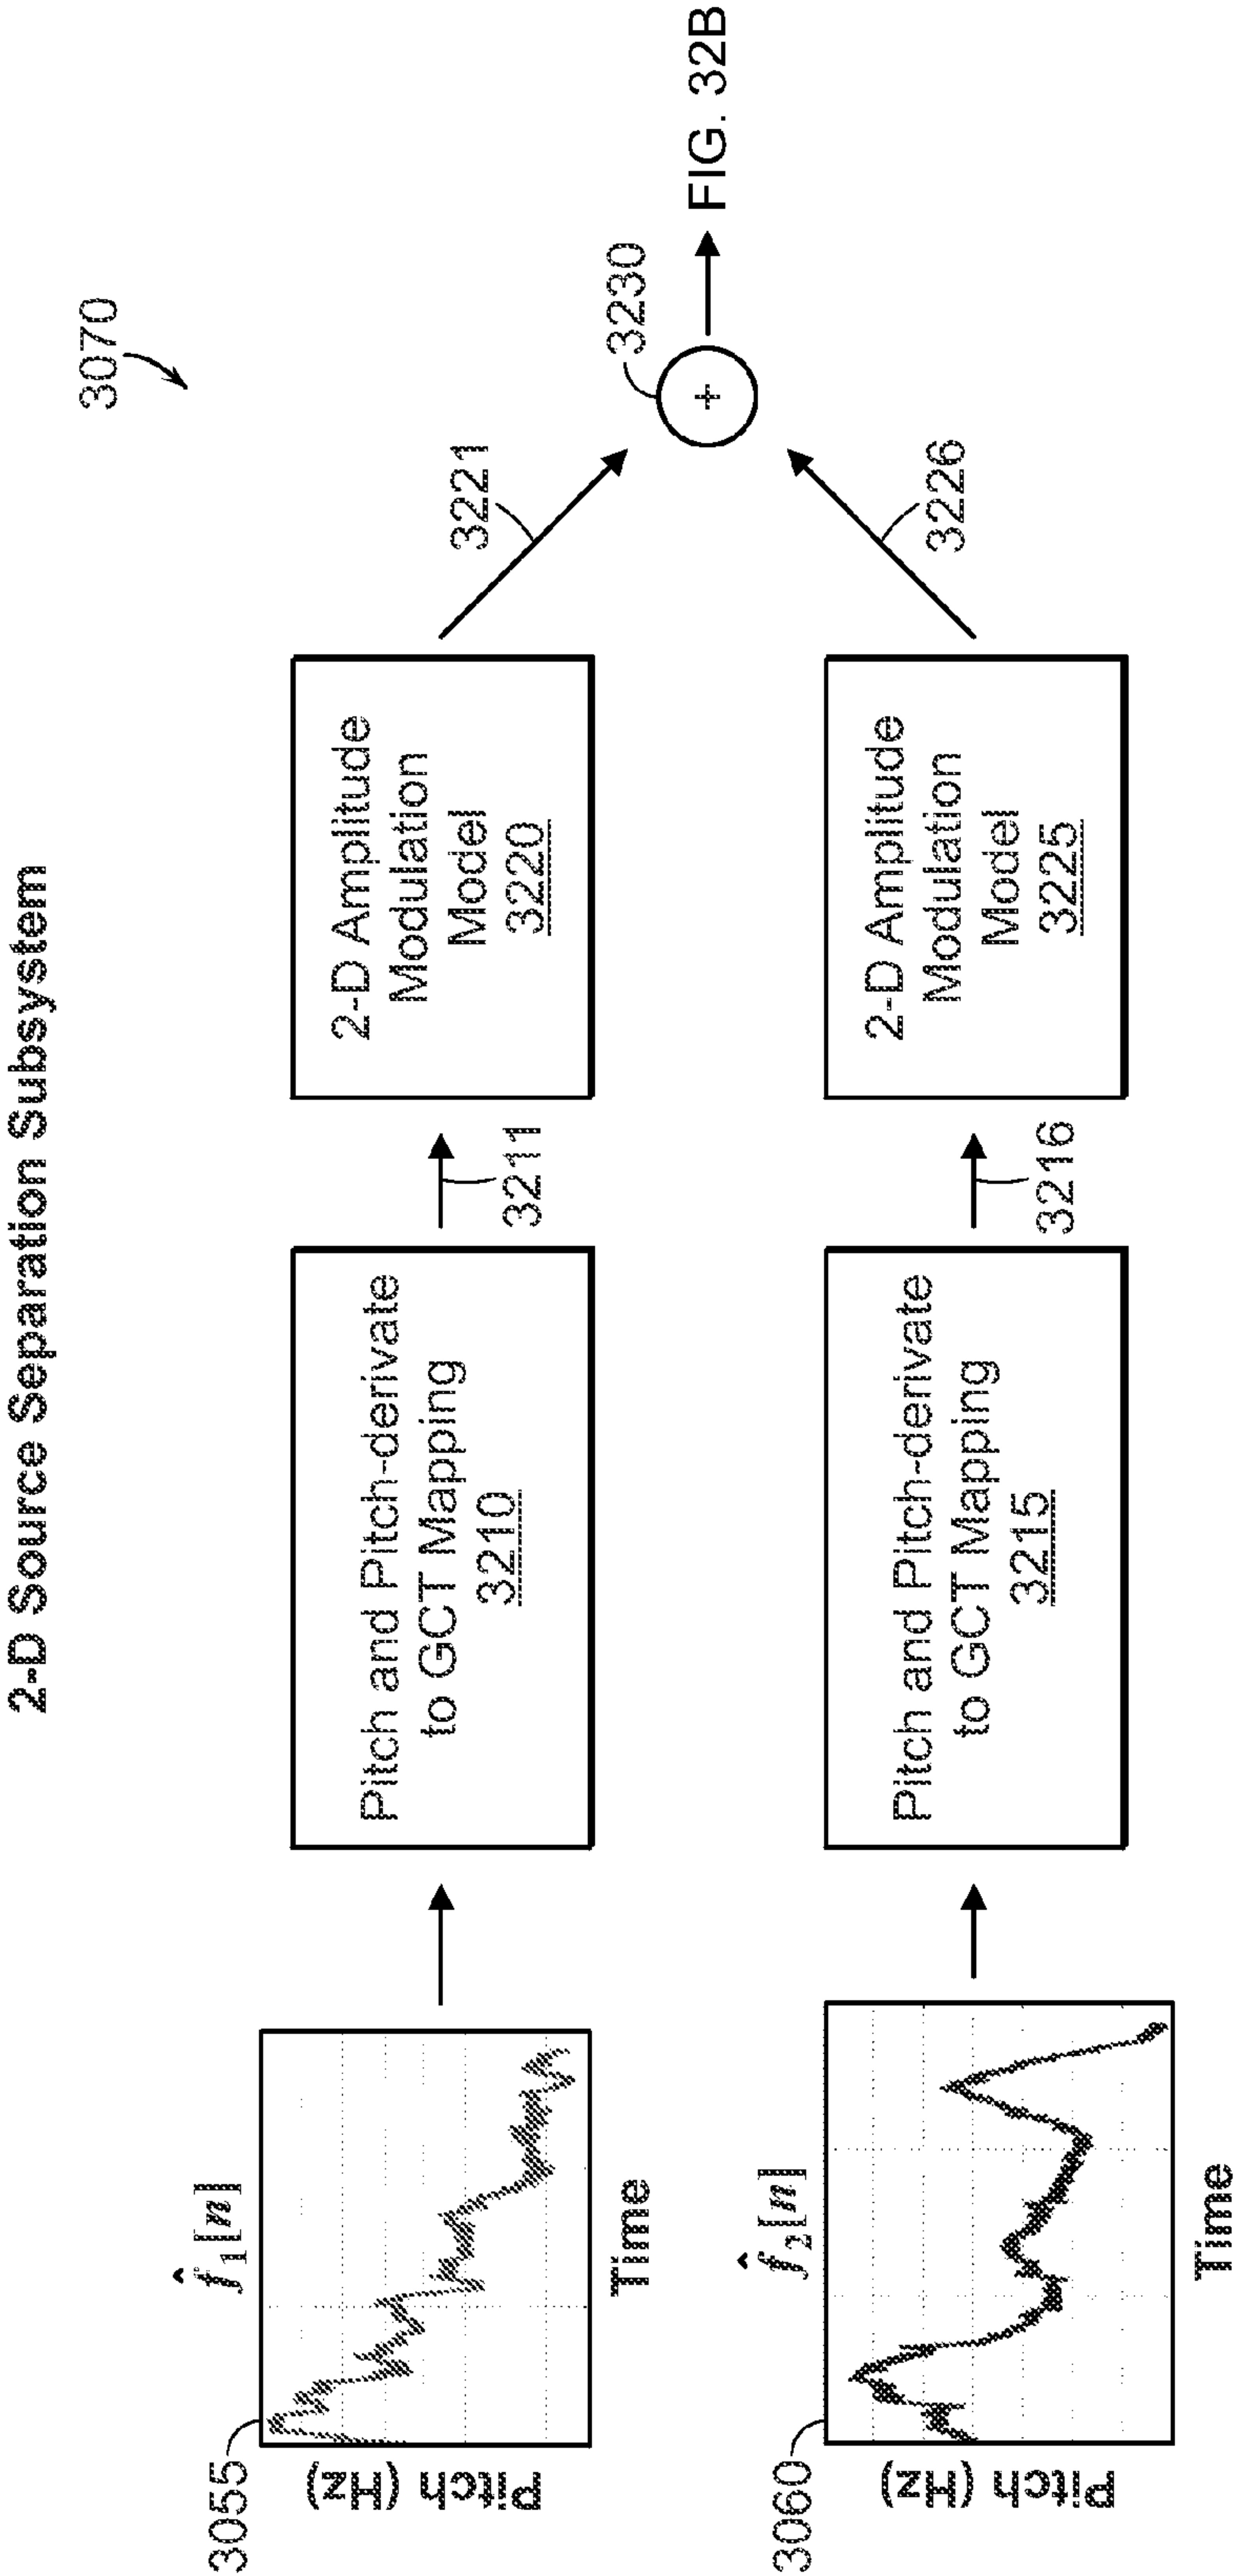 2-D Source Separation Subsystem
3070
3055
f̂₁[n]
Pitch (Hz)
Time
Pitch and Pitch-derivate
to GCT Mapping
3210
3211
2-D Amplitude
Modulation
Model
3220
3221
3060
f̂₂[n]
Pitch (Hz)
Time
Pitch and Pitch-derivate
to GCT Mapping
3215
3216
2-D Amplitude
Modulation
Model
3225
3226
3230
+
FIG. 32B